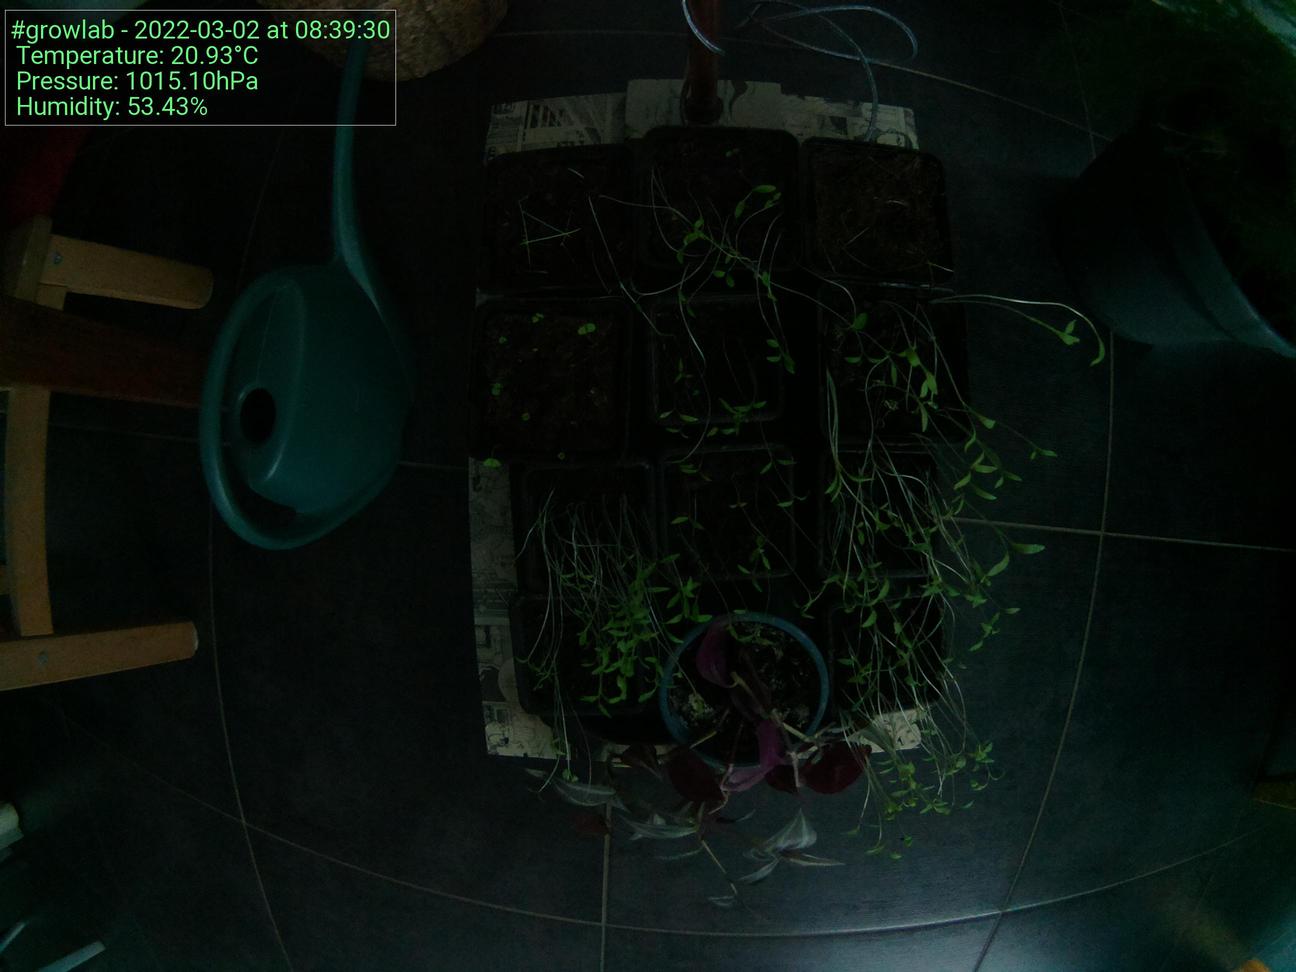 #growlab - 2022-03-02 at 08:39:30
Temperature: 20.93°C
Pressure: 1015.10hPa
Humidity: 53.43%